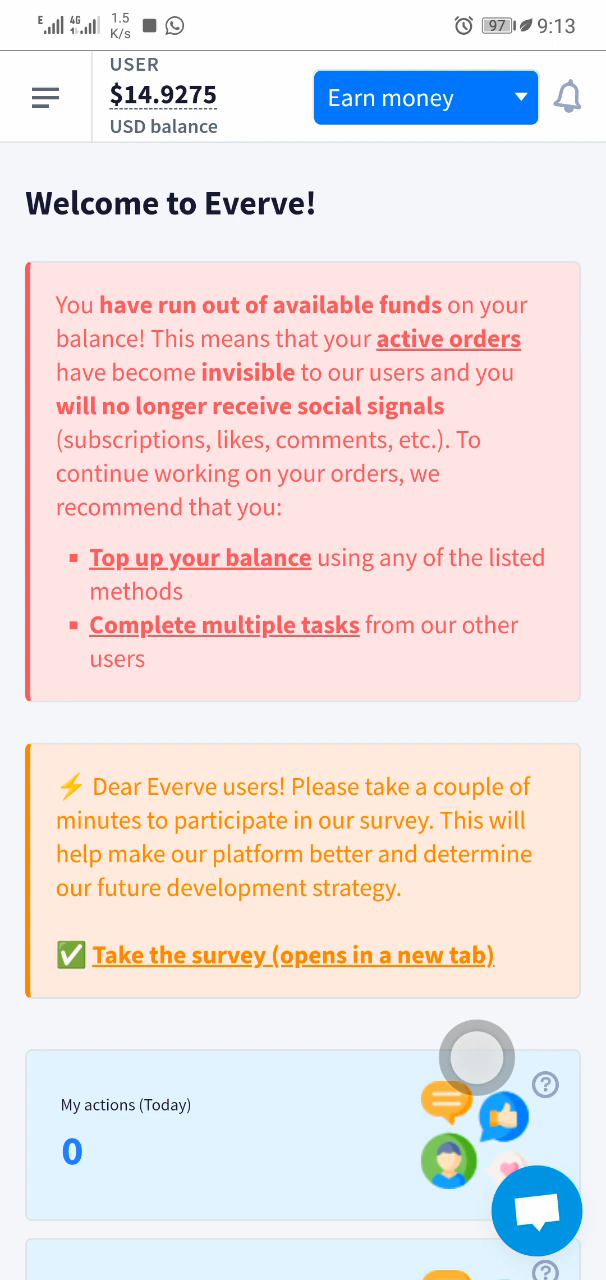 E 4G 1.5 K/s 97 9:13
USER
$14.9275
USD balance
Earn money
Welcome to Everve!
You have run out of available funds on your
balance! This means that your active orders
have become invisible to our users and you
will no longer receive social signals
(subscriptions, likes, comments, etc.). To
continue working on your orders, we
recommend that you:
▪ Top up your balance using any of the listed
methods
▪ Complete multiple tasks from our other
users
⚡ Dear Everve users! Please take a couple of
minutes to participate in our survey. This will
help make our platform better and determine
our future development strategy.
✅ Take the survey (opens in a new tab)
?
My actions (Today)
0
?